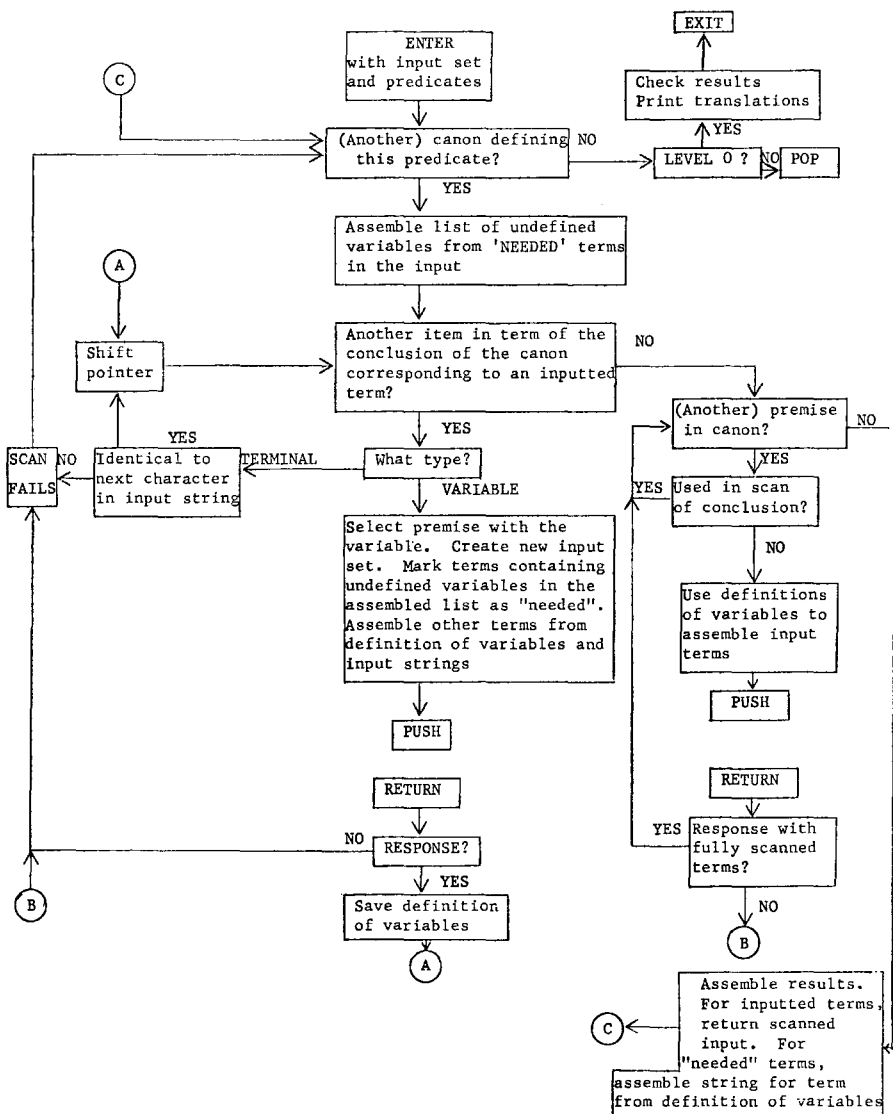 EXIT
ENTER
with input set
and predicates
C
Check results
Print translations
YES
(Another) canon defining
this predicate?
NO
LEVEL 0 ?
NO
POP
YES
Assemble list of undefined
variables from 'NEEDED' terms
in the input
A
Another item in term of the
conclusion of the canon
corresponding to an inputted
term?
NO
Shift
pointer
(Another) premise
in canon?
NO
YES
YES
SCAN
FAILS
NO
Identical to
next character
in input string
TERMINAL
What type?
VARIABLE
YES
YES
Used in scan
of conclusion?
NO
Select premise with the
variable. Create new input
set. Mark terms containing
undefined variables in the
assembled list as "needed".
Assemble other terms from
definition of variables and
input strings
Use definitions
of variables to
assemble input
terms
PUSH
PUSH
RETURN
RETURN
NO
RESPONSE?
YES
YES
Response with
fully scanned
terms?
NO
B
Save definition
of variables
A
B
C
Assemble results.
For inputted terms,
return scanned
input. For
"needed" terms,
assemble string for term
from definition of variables